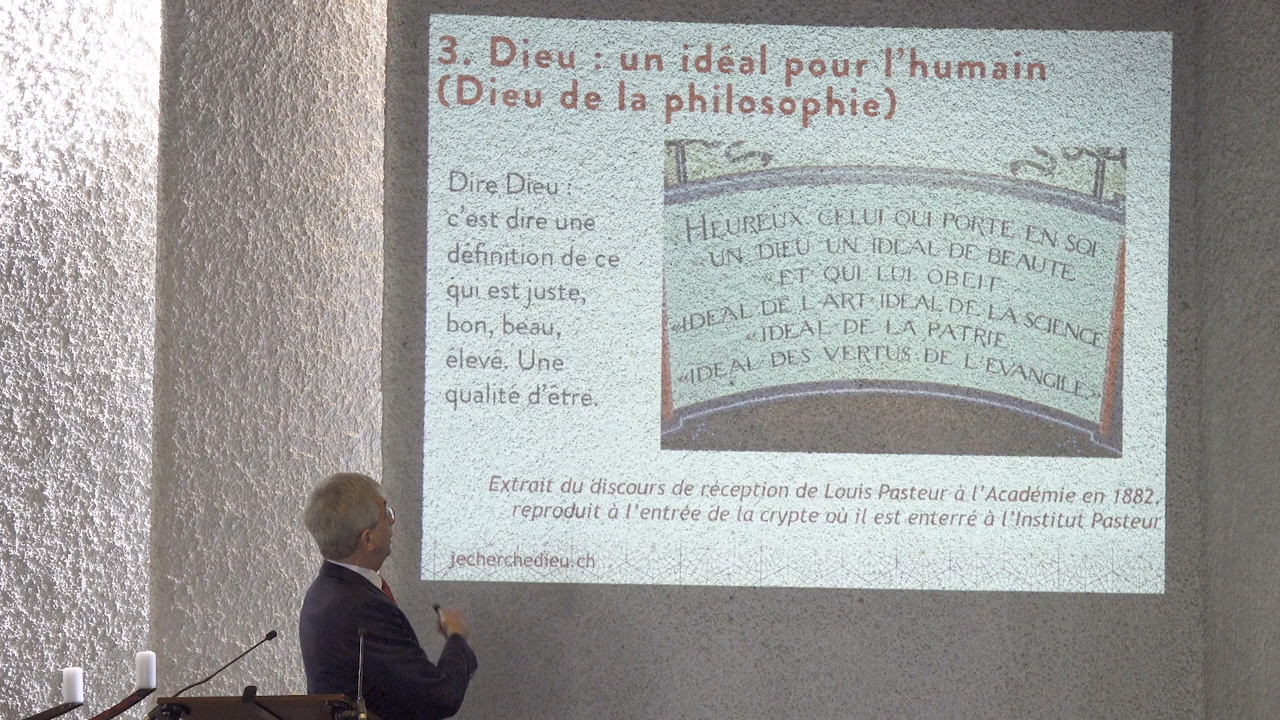 3. Dieu : un idéal pour l'humain
(Dieu de la philosophie)
Dire Dieu :
c'est dire une
définition de ce
qui est juste,
bon, beau,
élevé. Une
qualité d'être.
HEUREUX CELUI QUI PORTE EN SOI
«UN DIEU UN IDEAL DE BEAUTE
«ET QUI LUI OBEIT
«IDEAL DE L'ART·IDEAL DE LA SCIENCE
«IDEAL DE LA PATRIE
«IDEAL DES VERTUS DE L'EVANGILE»
Extrait du discours de réception de Louis Pasteur à l'Académie en 1882,
reproduit à l'entrée de la crypte où il est enterré à l'Institut Pasteur
jecherchedieu.ch